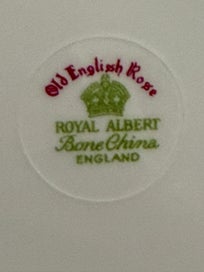 Old English Rose
ROYAL ALBERT
Bone China
ENGLAND